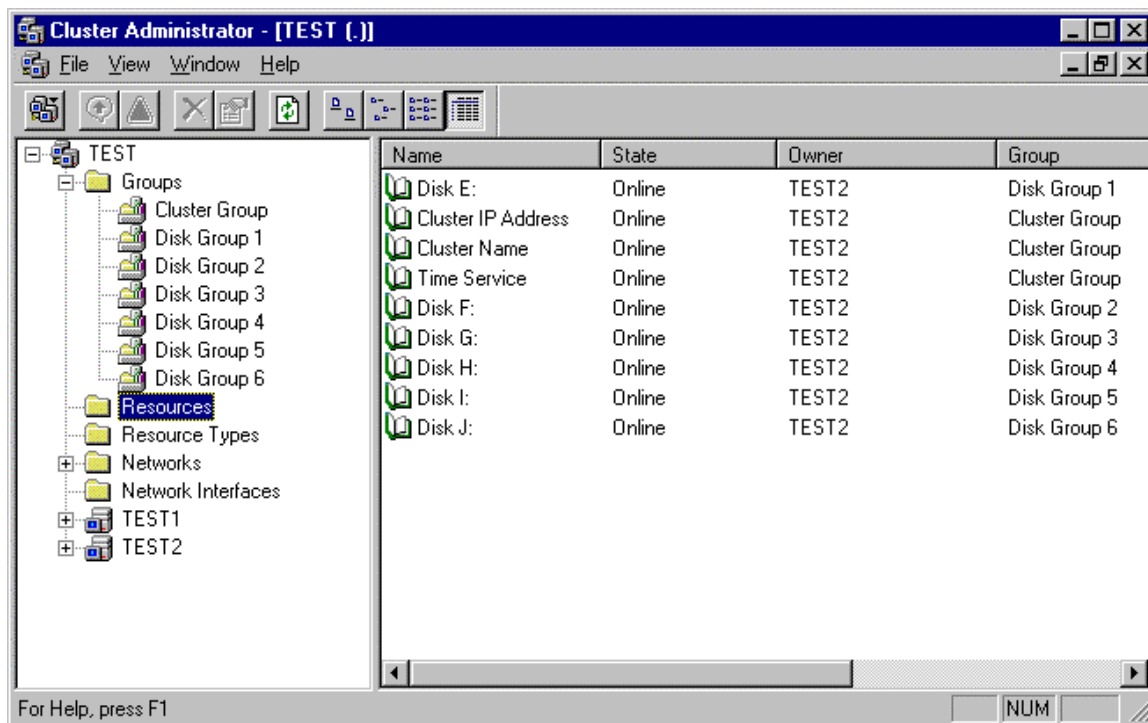 Cluster Administrator - [TEST (.)]
File View Window Help
TEST
Groups
Cluster Group
Disk Group 1
Disk Group 2
Disk Group 3
Disk Group 4
Disk Group 5
Disk Group 6
Resources
Resource Types
Networks
Network Interfaces
TEST1
TEST2
Name State Owner Group
Disk E: Online TEST2 Disk Group 1
Cluster IP Address Online TEST2 Cluster Group
Cluster Name Online TEST2 Cluster Group
Time Service Online TEST2 Cluster Group
Disk F: Online TEST2 Disk Group 2
Disk G: Online TEST2 Disk Group 3
Disk H: Online TEST2 Disk Group 4
Disk I: Online TEST2 Disk Group 5
Disk J: Online TEST2 Disk Group 6
For Help, press F1 NUM